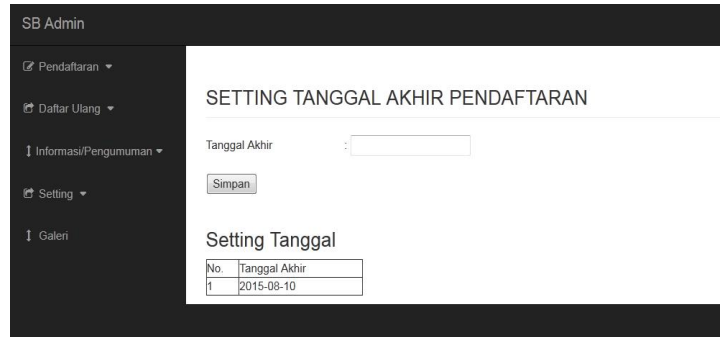 SB Admin
Pendaftaran
Daftar Ulang
Informasi/Pengumuman
Setting
Galeri
SETTING TANGGAL AKHIR PENDAFTARAN
Tanggal Akhir :
Simpan
Setting Tanggal
No. Tanggal Akhir
1 2015-08-10